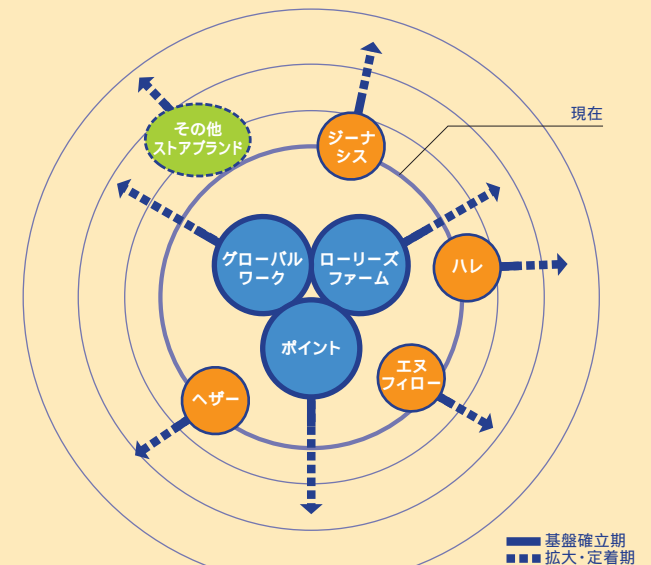 現在
その他
ストアブランド
ジーナ
シス
グローバル
ワーク
ローリーズ
ファーム
ハレ
ポイント
エヌ
フィロー
ヘザー
基盤確立期
拡大・定着期